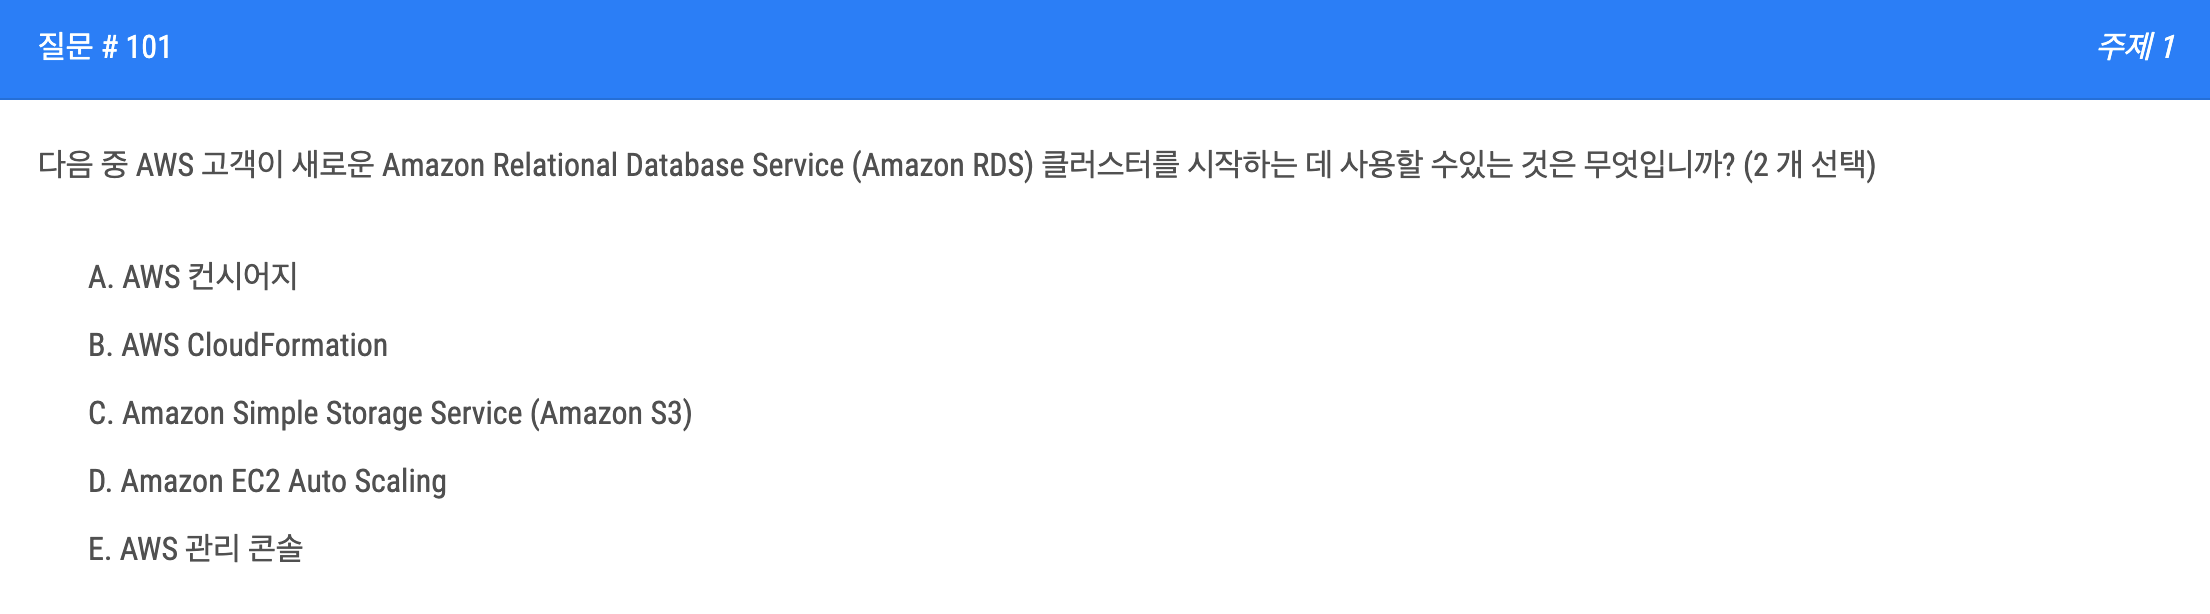 질문 # 101
주제 1
다음 중 AWS 고객이 새로운 Amazon Relational Database Service (Amazon RDS) 클러스터를 시작하는 데 사용할 수있는 것은 무엇입니까? (2 개 선택)
A. AWS 컨시어지
B. AWS CloudFormation
C. Amazon Simple Storage Service (Amazon S3)
D. Amazon EC2 Auto Scaling
E. AWS 관리 콘솔